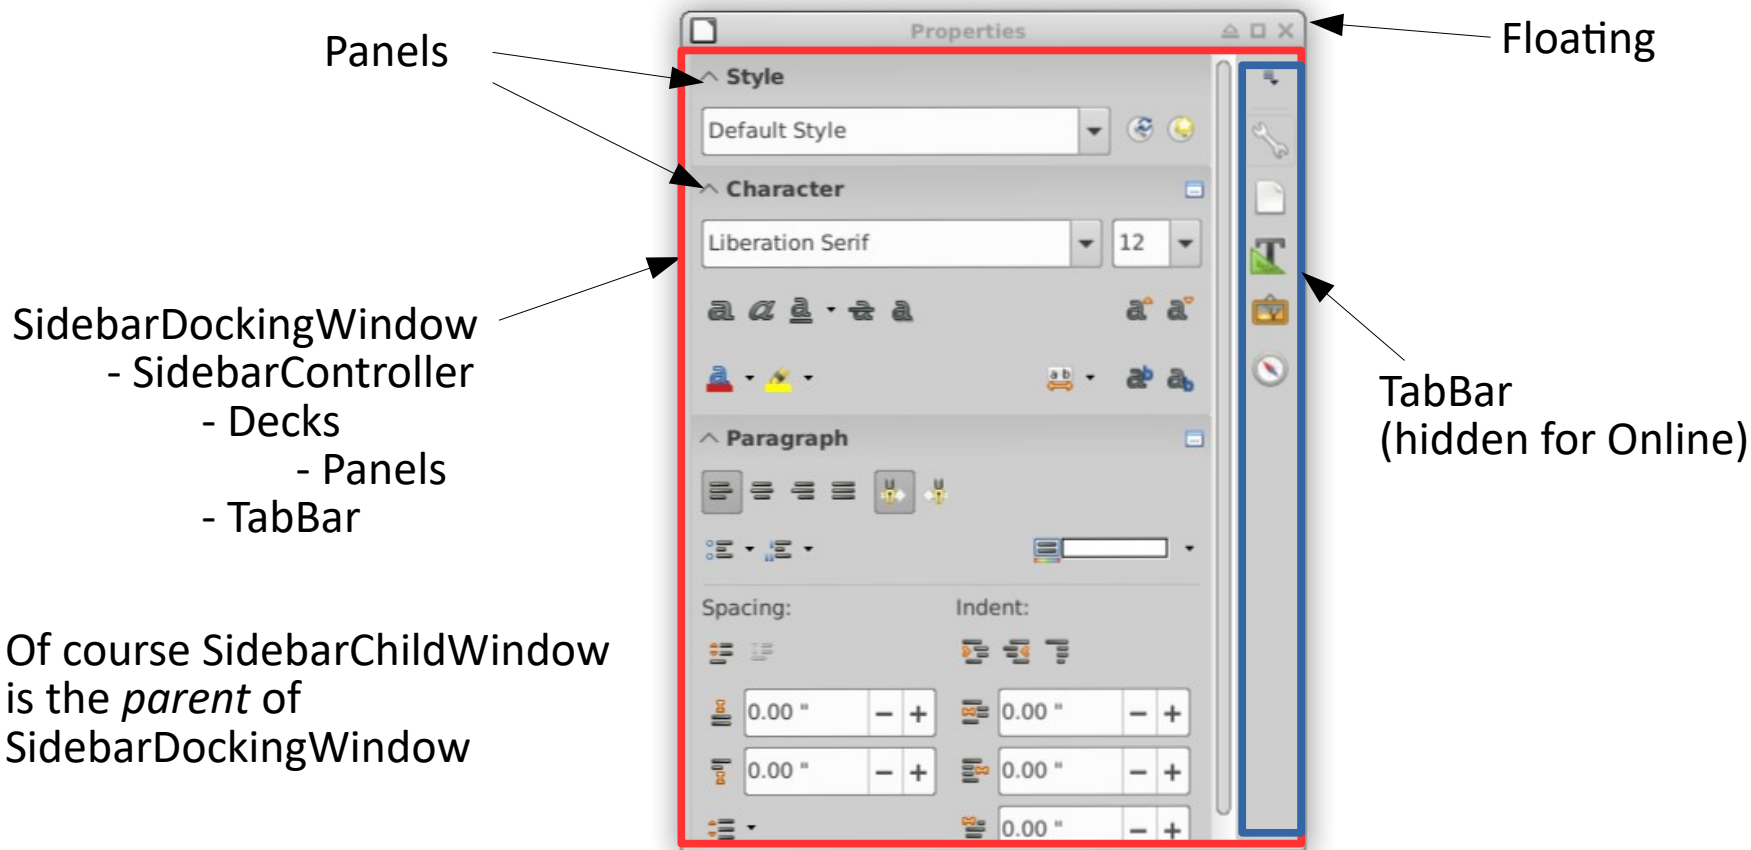 Panels
Floating
Properties
Style
Default Style
Character
Liberation Serif
12
SidebarDockingWindow
- SidebarController
- Decks
- Panels
- TabBar
TabBar
(hidden for Online)
Paragraph
Spacing:
Indent:
0.00 "
0.00 "
0.00 "
0.00 "
0.00 "
Of course SidebarChildWindow
is the parent of
SidebarDockingWindow